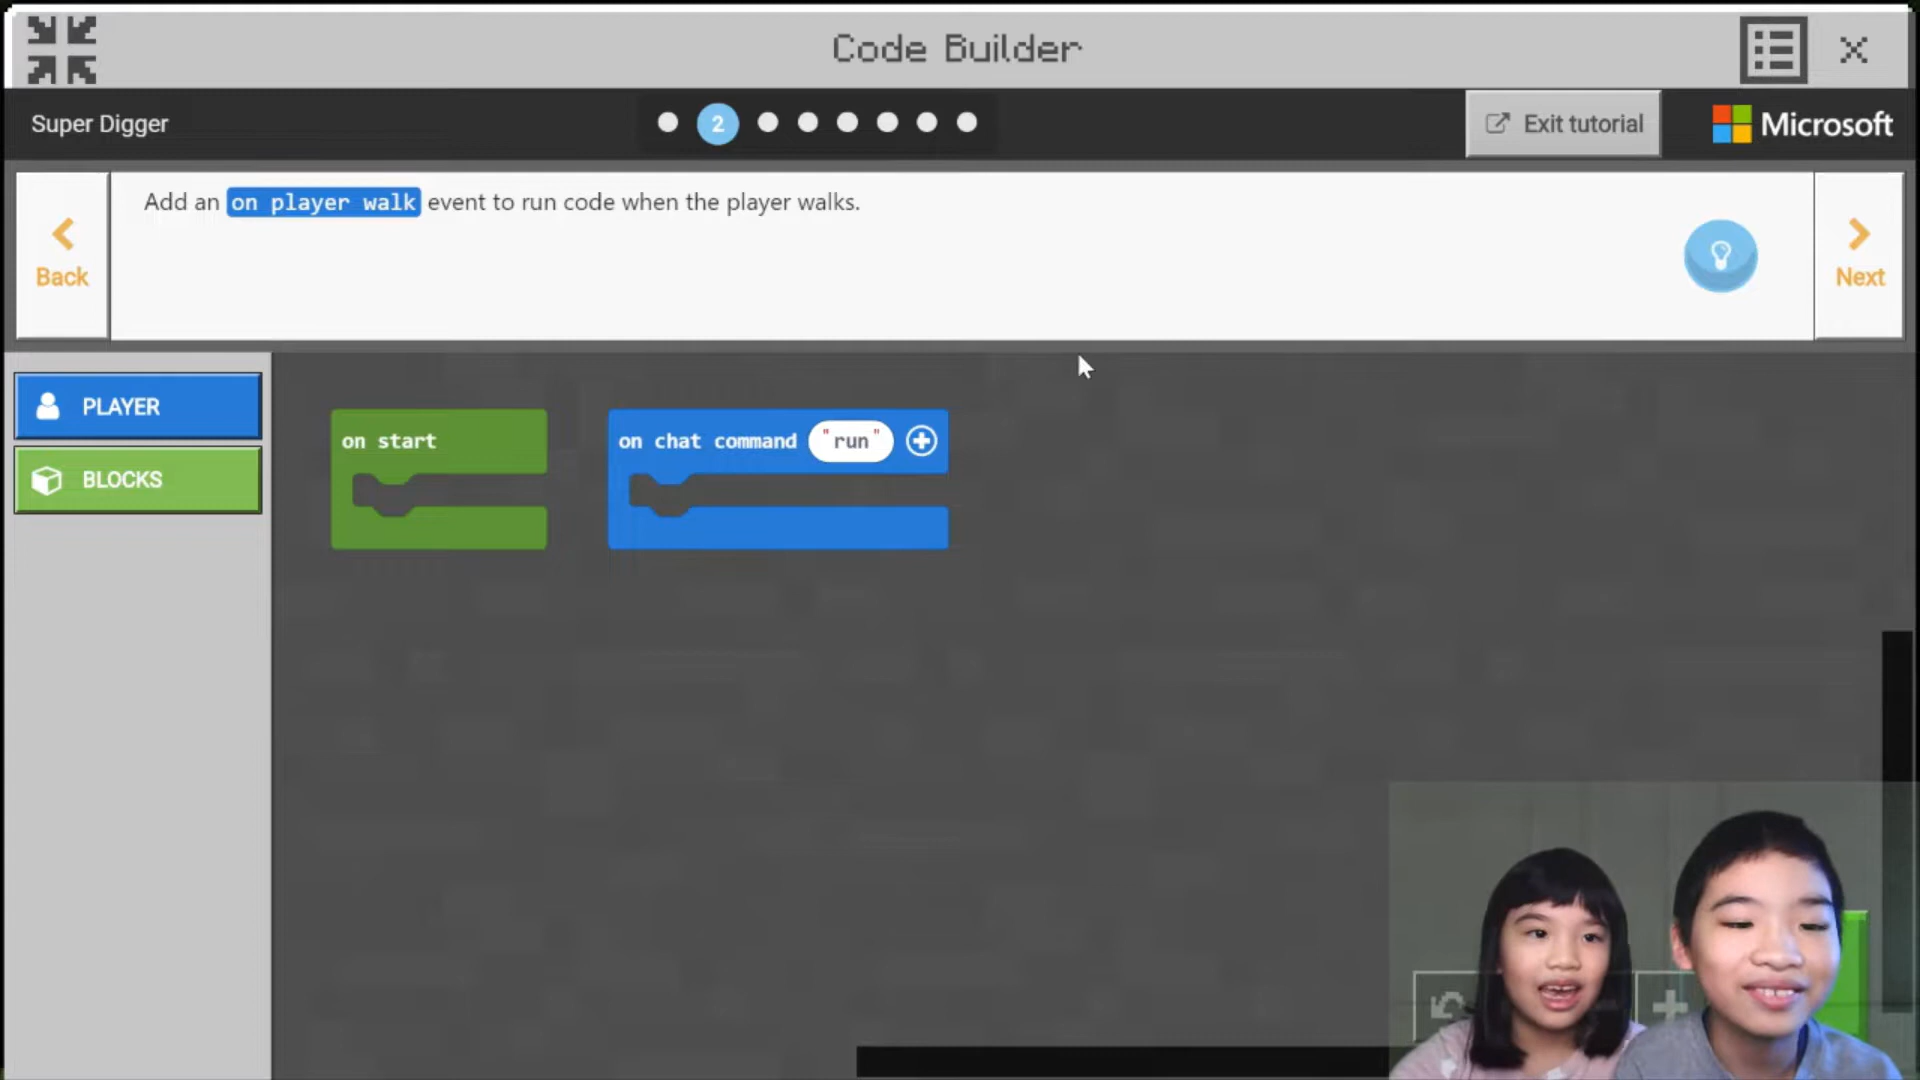 Code Builder
Super Digger
2
Exit tutorial
Microsoft
Back
Add an on player walk event to run code when the player walks.
Next
PLAYER
BLOCKS
on start
on chat command "run"